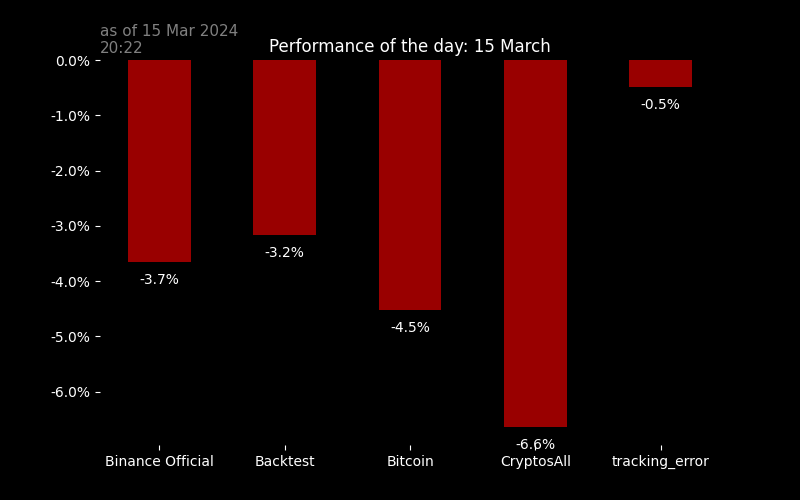 as of 15 Mar 2024
20:22
Performance of the day: 15 March
0.0%
-1.0%
-2.0%
-3.0%
-4.0%
-5.0%
-6.0%
-3.7%
-3.2%
-4.5%
-6.6%
-0.5%
Binance Official
Backtest
Bitcoin
CryptosAll
tracking_error